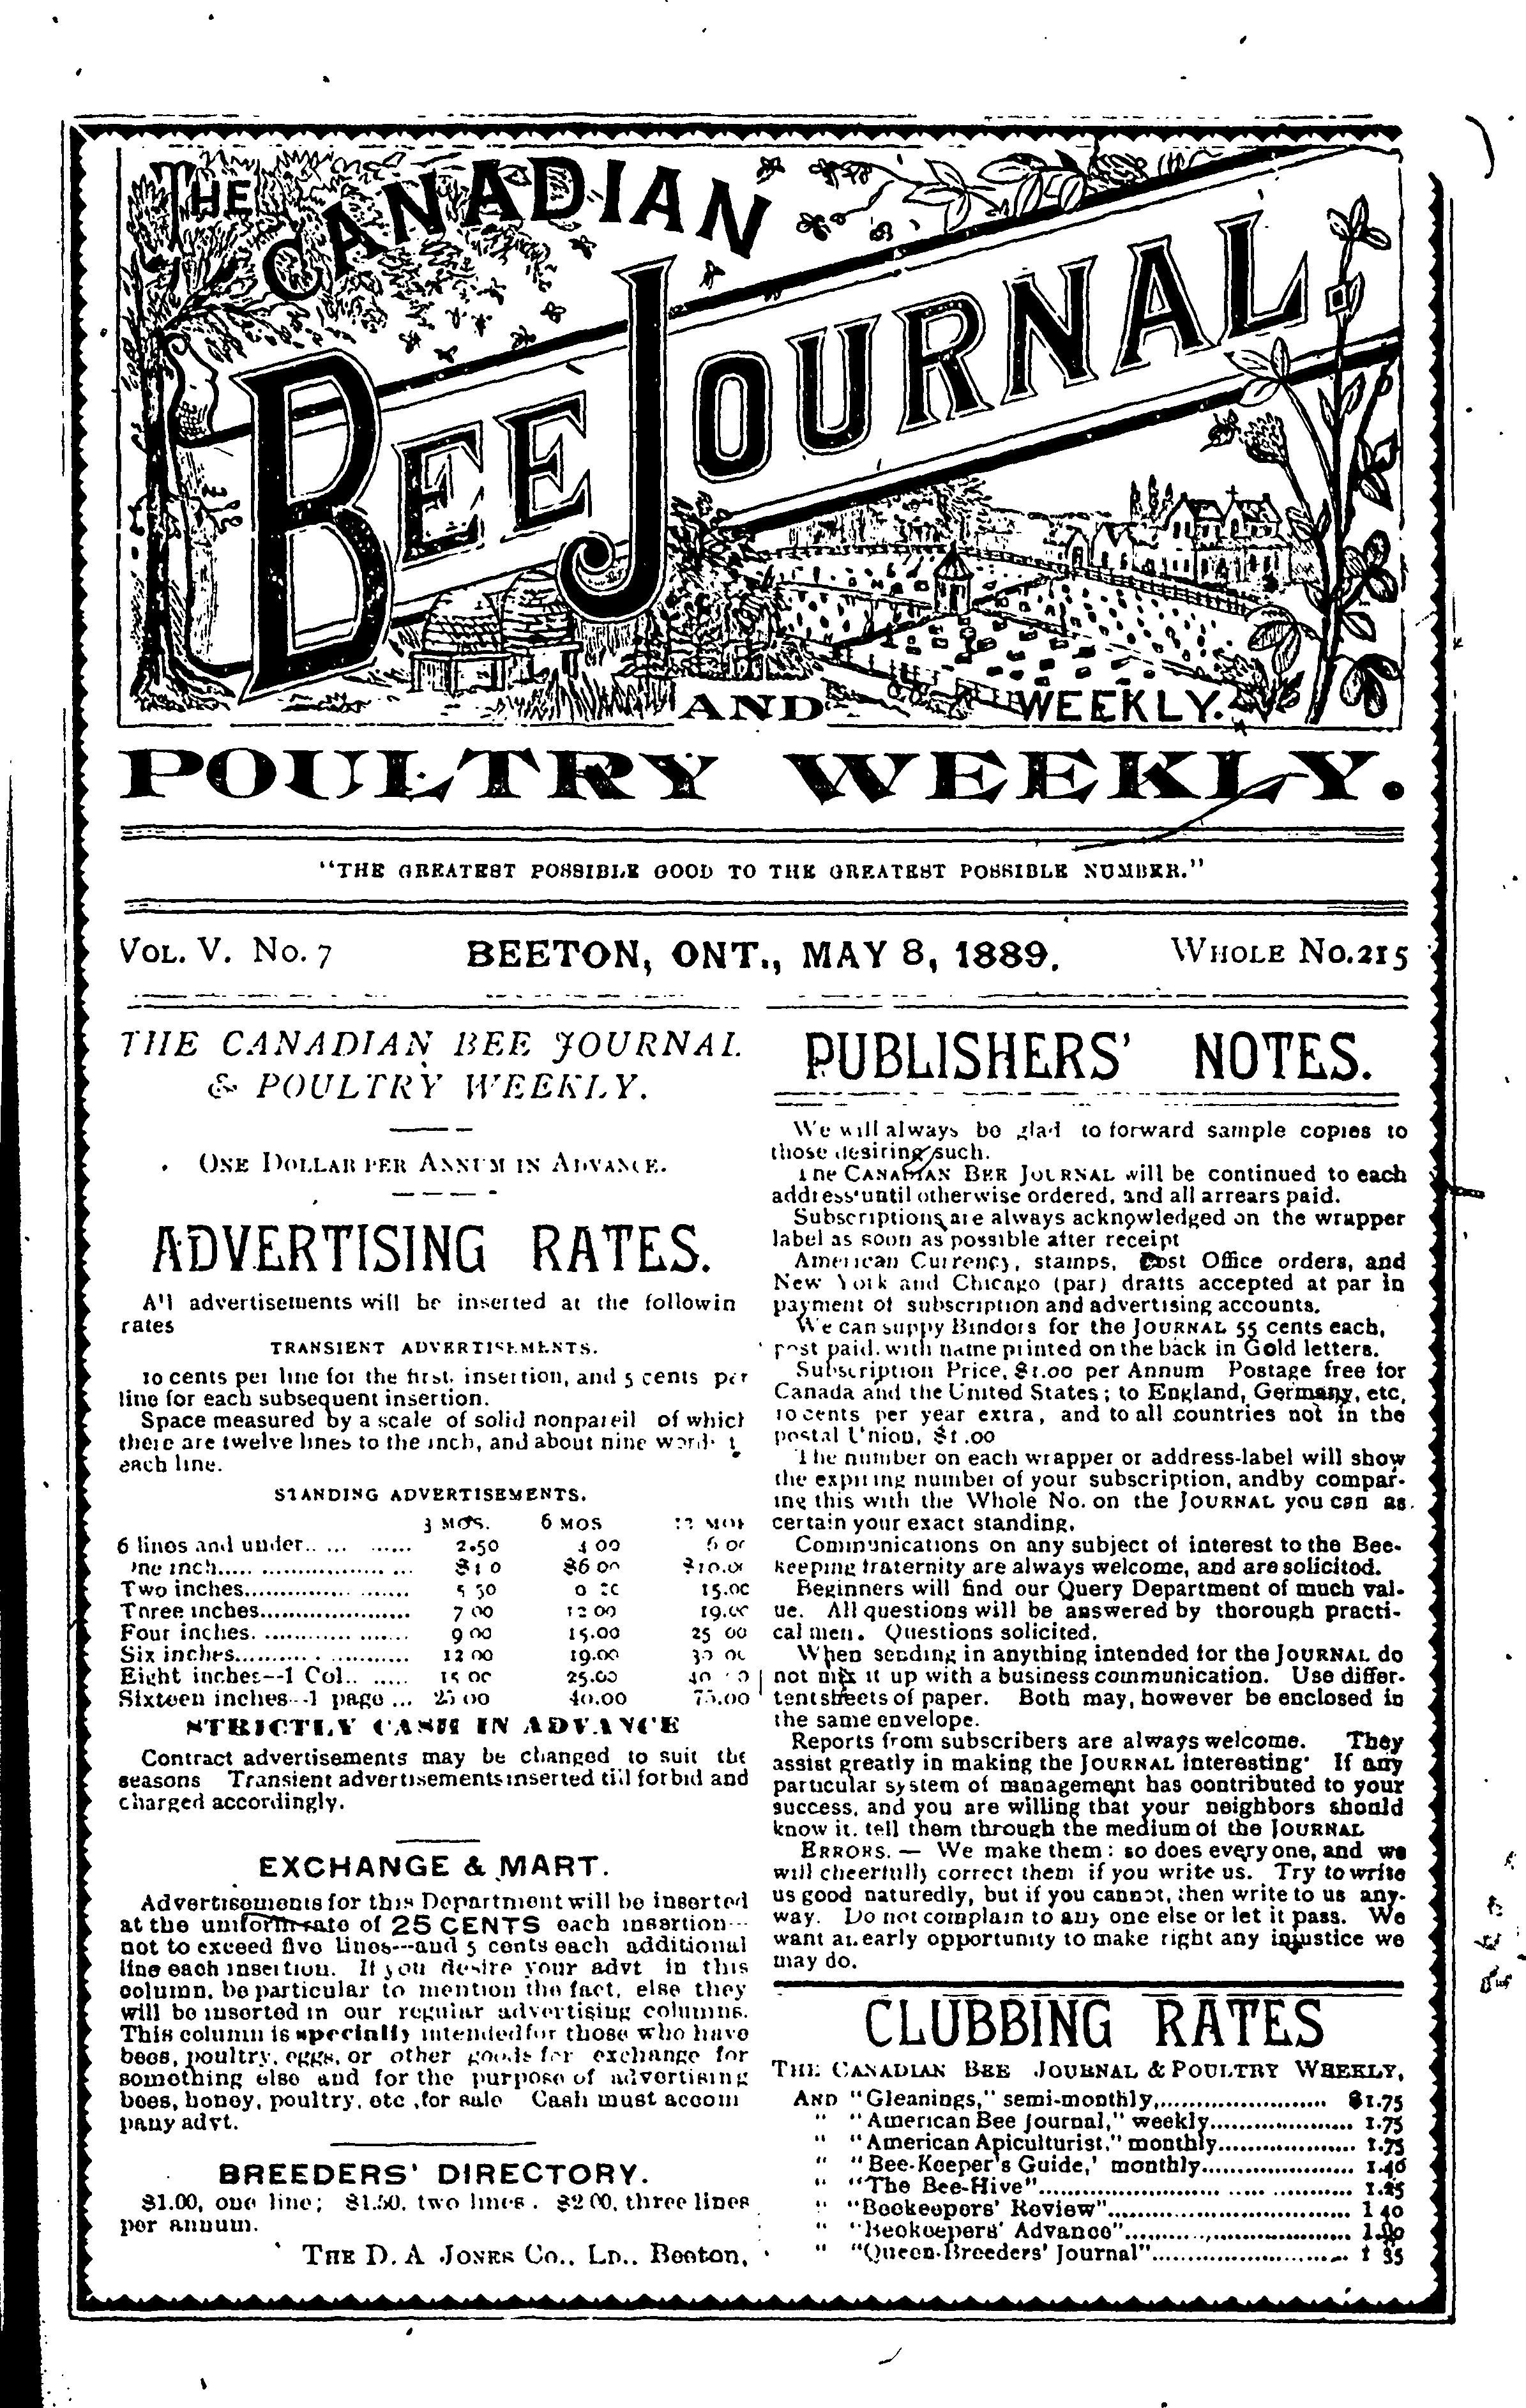 THE CANADIAN
BEE JOURNAL
AND WEEKLY.
POULTRY WEEKLY.
"THE GREATEST POSSIBLE GOOD TO THE GREATEST POSSIBLE NUMBER."
VOL. V. No. 7 BEETON, ONT., MAY 8, 1889. WHOLE No. 215
THE CANADIAN BEE JOURNAL
& POULTRY WEEKLY.
ONE DOLLAR PER ANNUM IN ADVANCE.
ADVERTISING RATES.
All advertisements will be inserted at the followin
rates
TRANSIENT ADVERTISEMENTS.
10 cents per line for the first insertion, and 5 cents per
line for each subsequent insertion.
Space measured by a scale of solid nonpareil of which
there are twelve lines to the inch, and about nine words t
each line.
STANDING ADVERTISEMENTS.
3 MOS. 6 MOS 12 MOS
6 lines and under.. ... ...... 2.50 4 00 6 00
One inch..... ................. ... 6 00 $10.00
Two inches............... ....... 5 50 15.00
Three inches...................... 7 00 12 00 19.00
Four inches. ............. ....... 9 00 15.00 25 00
Six inches........... . ........... 12 00 19.00 30 00
Eight inches--1 Col.. ..... 15 00 25.00 40
Sixteen inches--1 page ... 25 00 40.00 75.00
STRICTLY CASH IN ADVANCE
Contract advertisements may be changed to suit the
seasons Transient advertisements inserted till forbid and
charged accordingly.
EXCHANGE & MART.
Advertisements for this Department will be inserted
at the uniform rate of 25 CENTS each insertion--
not to exceed five lines---and 5 cents each additional
line each insertion. If you desire your advt in this
column, be particular to mention the fact, else they
will be inserted in our regular advertising columns.
This column is specially intended for those who have
bees, poultry, eggs, or other goods for exchange for
something else and for the purpose of advertising
bees, honey, poultry, etc ,for sale Cash must accom
pany advt.
BREEDERS' DIRECTORY.
$1.00, one line; $1.50, two lines. $2 00, three lines
per annum.
THE D. A JONES Co., LD., Beeton,
PUBLISHERS' NOTES.
We will always be glad to forward sample copies to
those desiring such.
The CANADIAN BEE JOURNAL will be continued to each
address until otherwise ordered, and all arrears paid.
Subscriptions are always acknowledged on the wrapper
label as soon as possible after receipt
American Currency, stamps, Post Office orders, and
New York and Chicago (par) drafts accepted at par in
payment of subscription and advertising accounts.
We can suppy Binders for the JOURNAL 55 cents each,
post paid, with name printed on the back in Gold letters.
Subscription Price, $1.00 per Annum Postage free for
Canada and the United States; to England, Germany, etc,
10 cents per year extra, and to all countries not in the
postal Union, $1.00
The number on each wrapper or address-label will show
the expiring number of your subscription, andby compar-
ing this with the Whole No. on the JOURNAL you can as-
certain your exact standing.
Communications on any subject of interest to the Bee-
keeping fraternity are always welcome, and are solicited.
Beginners will find our Query Department of much val-
ue. All questions will be answered by thorough practi-
cal men. Questions solicited.
When sending in anything intended for the JOURNAL do
not mix it up with a business communication. Use differ-
tent sheets of paper. Both may, however be enclosed in
the same envelope.
Reports from subscribers are always welcome. They
assist greatly in making the JOURNAL interesting. If any
particular system of management has contributed to your
success, and you are willing that your neighbors should
know it, tell them through the medium of the JOURNAL
ERRORS. — We make them: so does every one, and we
will cheerfully correct them if you write us. Try to write
us good naturedly, but if you cannot, then write to us any-
way. Do not complain to any one else or let it pass. We
want an early opportunity to make right any injustice we
may do.
CLUBBING RATES
THE CANADIAN BEE JOURNAL & POULTRY WEEKLY,
AND "Gleanings," semi-monthly,........................ $1.75
" "American Bee Journal," weekly..................... 1.75
" "American Apiculturist," monthly.................... 1.75
" "Bee-Keeper's Guide,' monthly...................... 1.40
" "The Bee-Hive".......................... ..... ........... 1.25
" "Beekeepers' Review"................................... 1 40
" "Beekeepers' Advance"...........,.....................
" "Queen-Breeders' Journal"............................ 1 35